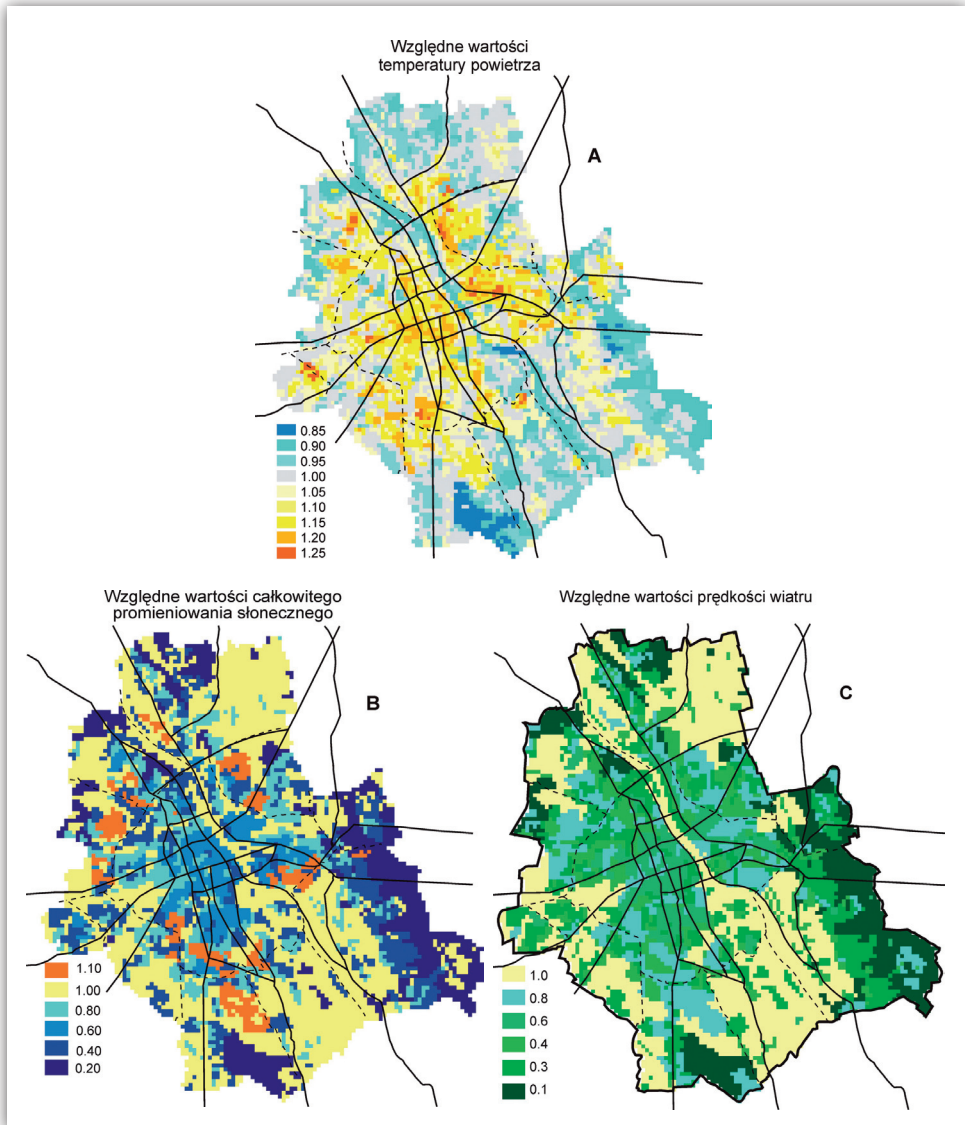 Względne wartości
temperatury powietrza
A
0.85
0.90
0.95
1.00
1.05
1.10
1.15
1.20
1.25
Względne wartości całkowitego
promieniowania słonecznego
B
1.10
1.00
0.80
0.60
0.40
0.20
Względne wartości prędkości wiatru
C
1.0
0.8
0.6
0.4
0.3
0.1